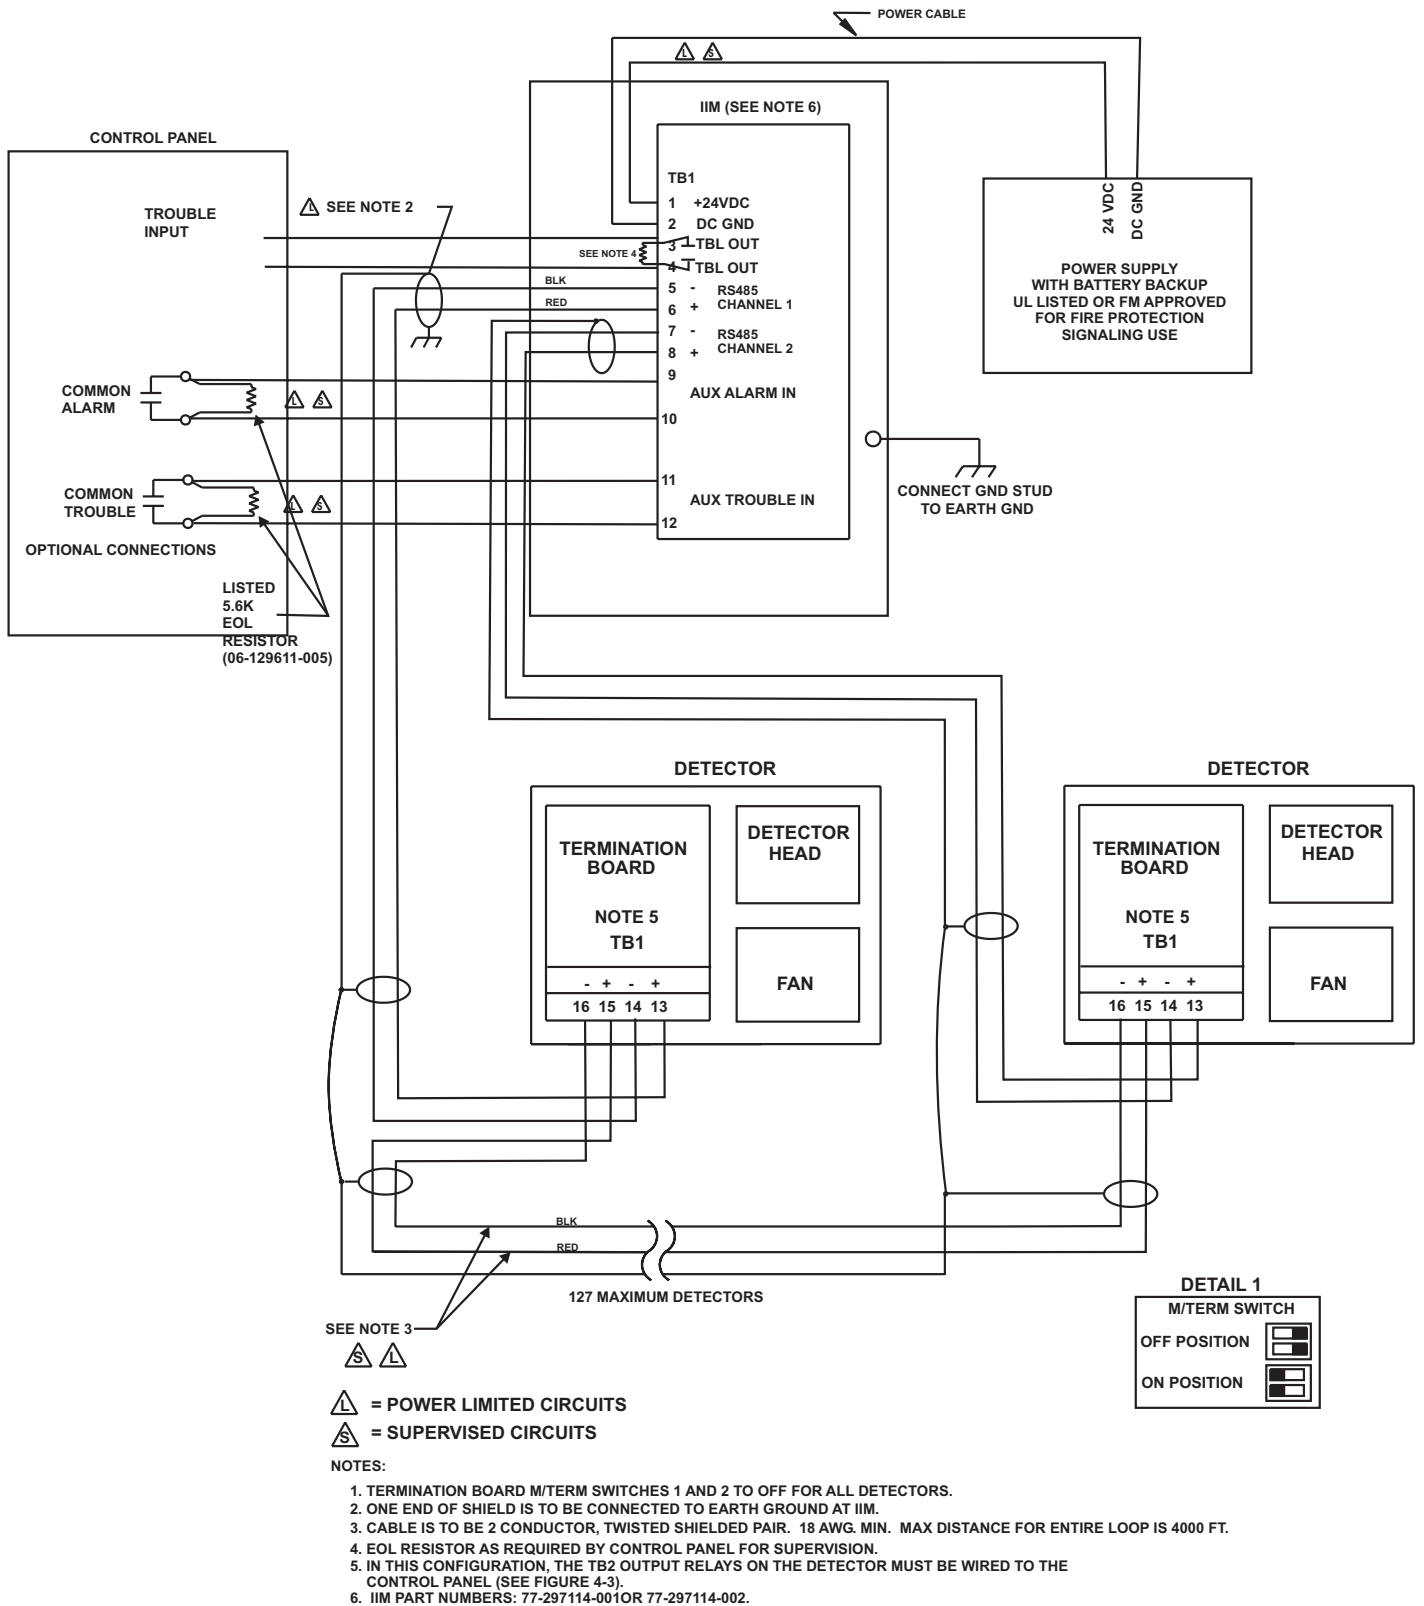 POWER CABLE
L S
IIM (SEE NOTE 6)
CONTROL PANEL
TROUBLE
INPUT
L SEE NOTE 2
TB1
1 +24VDC
2 DC GND
3 TBL OUT
SEE NOTE 4
4 TBL OUT
BLK
5 - RS485
CHANNEL 1
RED
6 +
7 - RS485
CHANNEL 2
8 +
9
AUX ALARM IN
10
11
AUX TROUBLE IN
12
24 VDC
DC GND
POWER SUPPLY
WITH BATTERY BACKUP
UL LISTED OR FM APPROVED
FOR FIRE PROTECTION
SIGNALING USE
COMMON
ALARM
L S
COMMON
TROUBLE
L S
OPTIONAL CONNECTIONS
LISTED
5.6K
EOL
RESISTOR
(06-129611-005)
CONNECT GND STUD
TO EARTH GND
DETECTOR
TERMINATION
BOARD
NOTE 5
TB1
- + - +
16 15 14 13
DETECTOR
HEAD
FAN
DETECTOR
TERMINATION
BOARD
NOTE 5
TB1
- + - +
16 15 14 13
DETECTOR
HEAD
FAN
BLK
RED
127 MAXIMUM DETECTORS
SEE NOTE 3
S L
DETAIL 1
M/TERM SWITCH
OFF POSITION
ON POSITION
L = POWER LIMITED CIRCUITS
S = SUPERVISED CIRCUITS
NOTES:
1. TERMINATION BOARD M/TERM SWITCHES 1 AND 2 TO OFF FOR ALL DETECTORS.
2. ONE END OF SHIELD IS TO BE CONNECTED TO EARTH GROUND AT IIM.
3. CABLE IS TO BE 2 CONDUCTOR, TWISTED SHIELDED PAIR. 18 AWG. MIN. MAX DISTANCE FOR ENTIRE LOOP IS 4000 FT.
4. EOL RESISTOR AS REQUIRED BY CONTROL PANEL FOR SUPERVISION.
5. IN THIS CONFIGURATION, THE TB2 OUTPUT RELAYS ON THE DETECTOR MUST BE WIRED TO THE
CONTROL PANEL (SEE FIGURE 4-3).
6. IIM PART NUMBERS: 77-297114-001OR 77-297114-002.